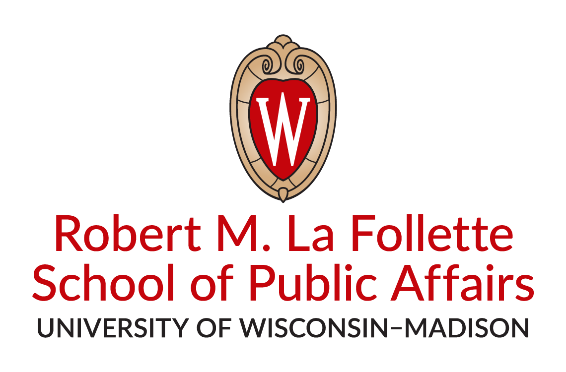 W
Robert M. La Follette
School of Public Affairs
UNIVERSITY OF WISCONSIN–MADISON